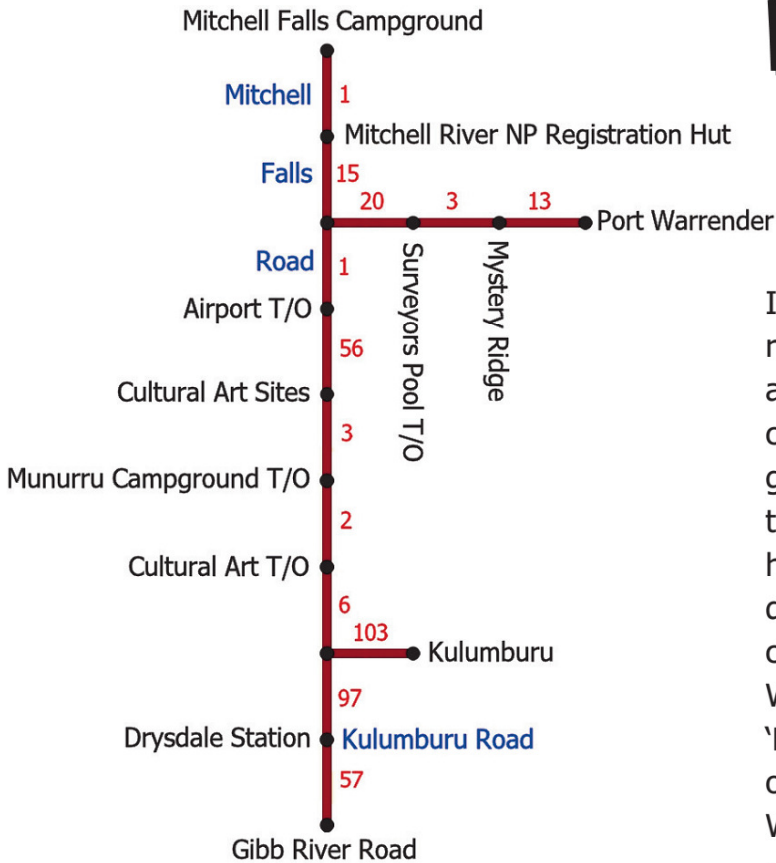 Mitchell Falls Campground
Mitchell 1
Mitchell River NP Registration Hut
Falls 15
20 3 13
Port Warrender
Road 1
Surveyors Pool T/O
Mystery Ridge
Airport T/O
56
Cultural Art Sites
3
Munurru Campground T/O
2
Cultural Art T/O
6
103
Kulumburu
97
Drysdale Station
Kulumburu Road
57
Gibb River Road